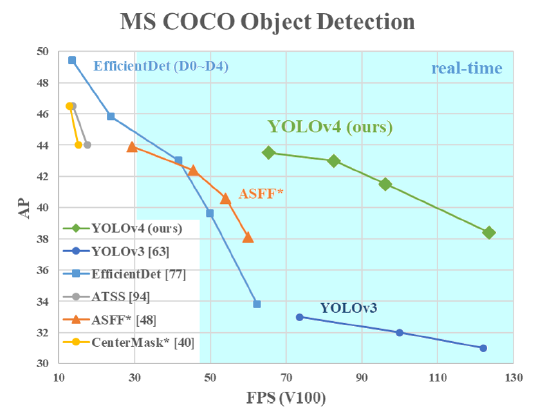 MS COCO Object Detection
50
48
46
44
42
40
38
36
34
32
30
AP
EfficientDet (D0~D4)
real-time
YOLOv4 (ours)
ASFF*
YOLOv3
YOLOv4 (ours)
YOLOv3 [63]
EfficientDet [77]
ATSS [94]
ASFF* [48]
CenterMask* [40]
10 30 50 70 90 110 130
FPS (V100)